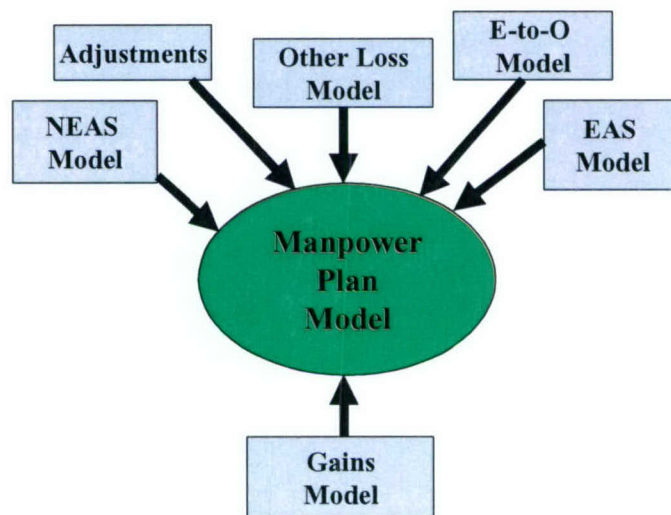 Adjustments
Other Loss
Model
E-to-O
Model
NEAS
Model
EAS
Model
Manpower
Plan
Model
Gains
Model